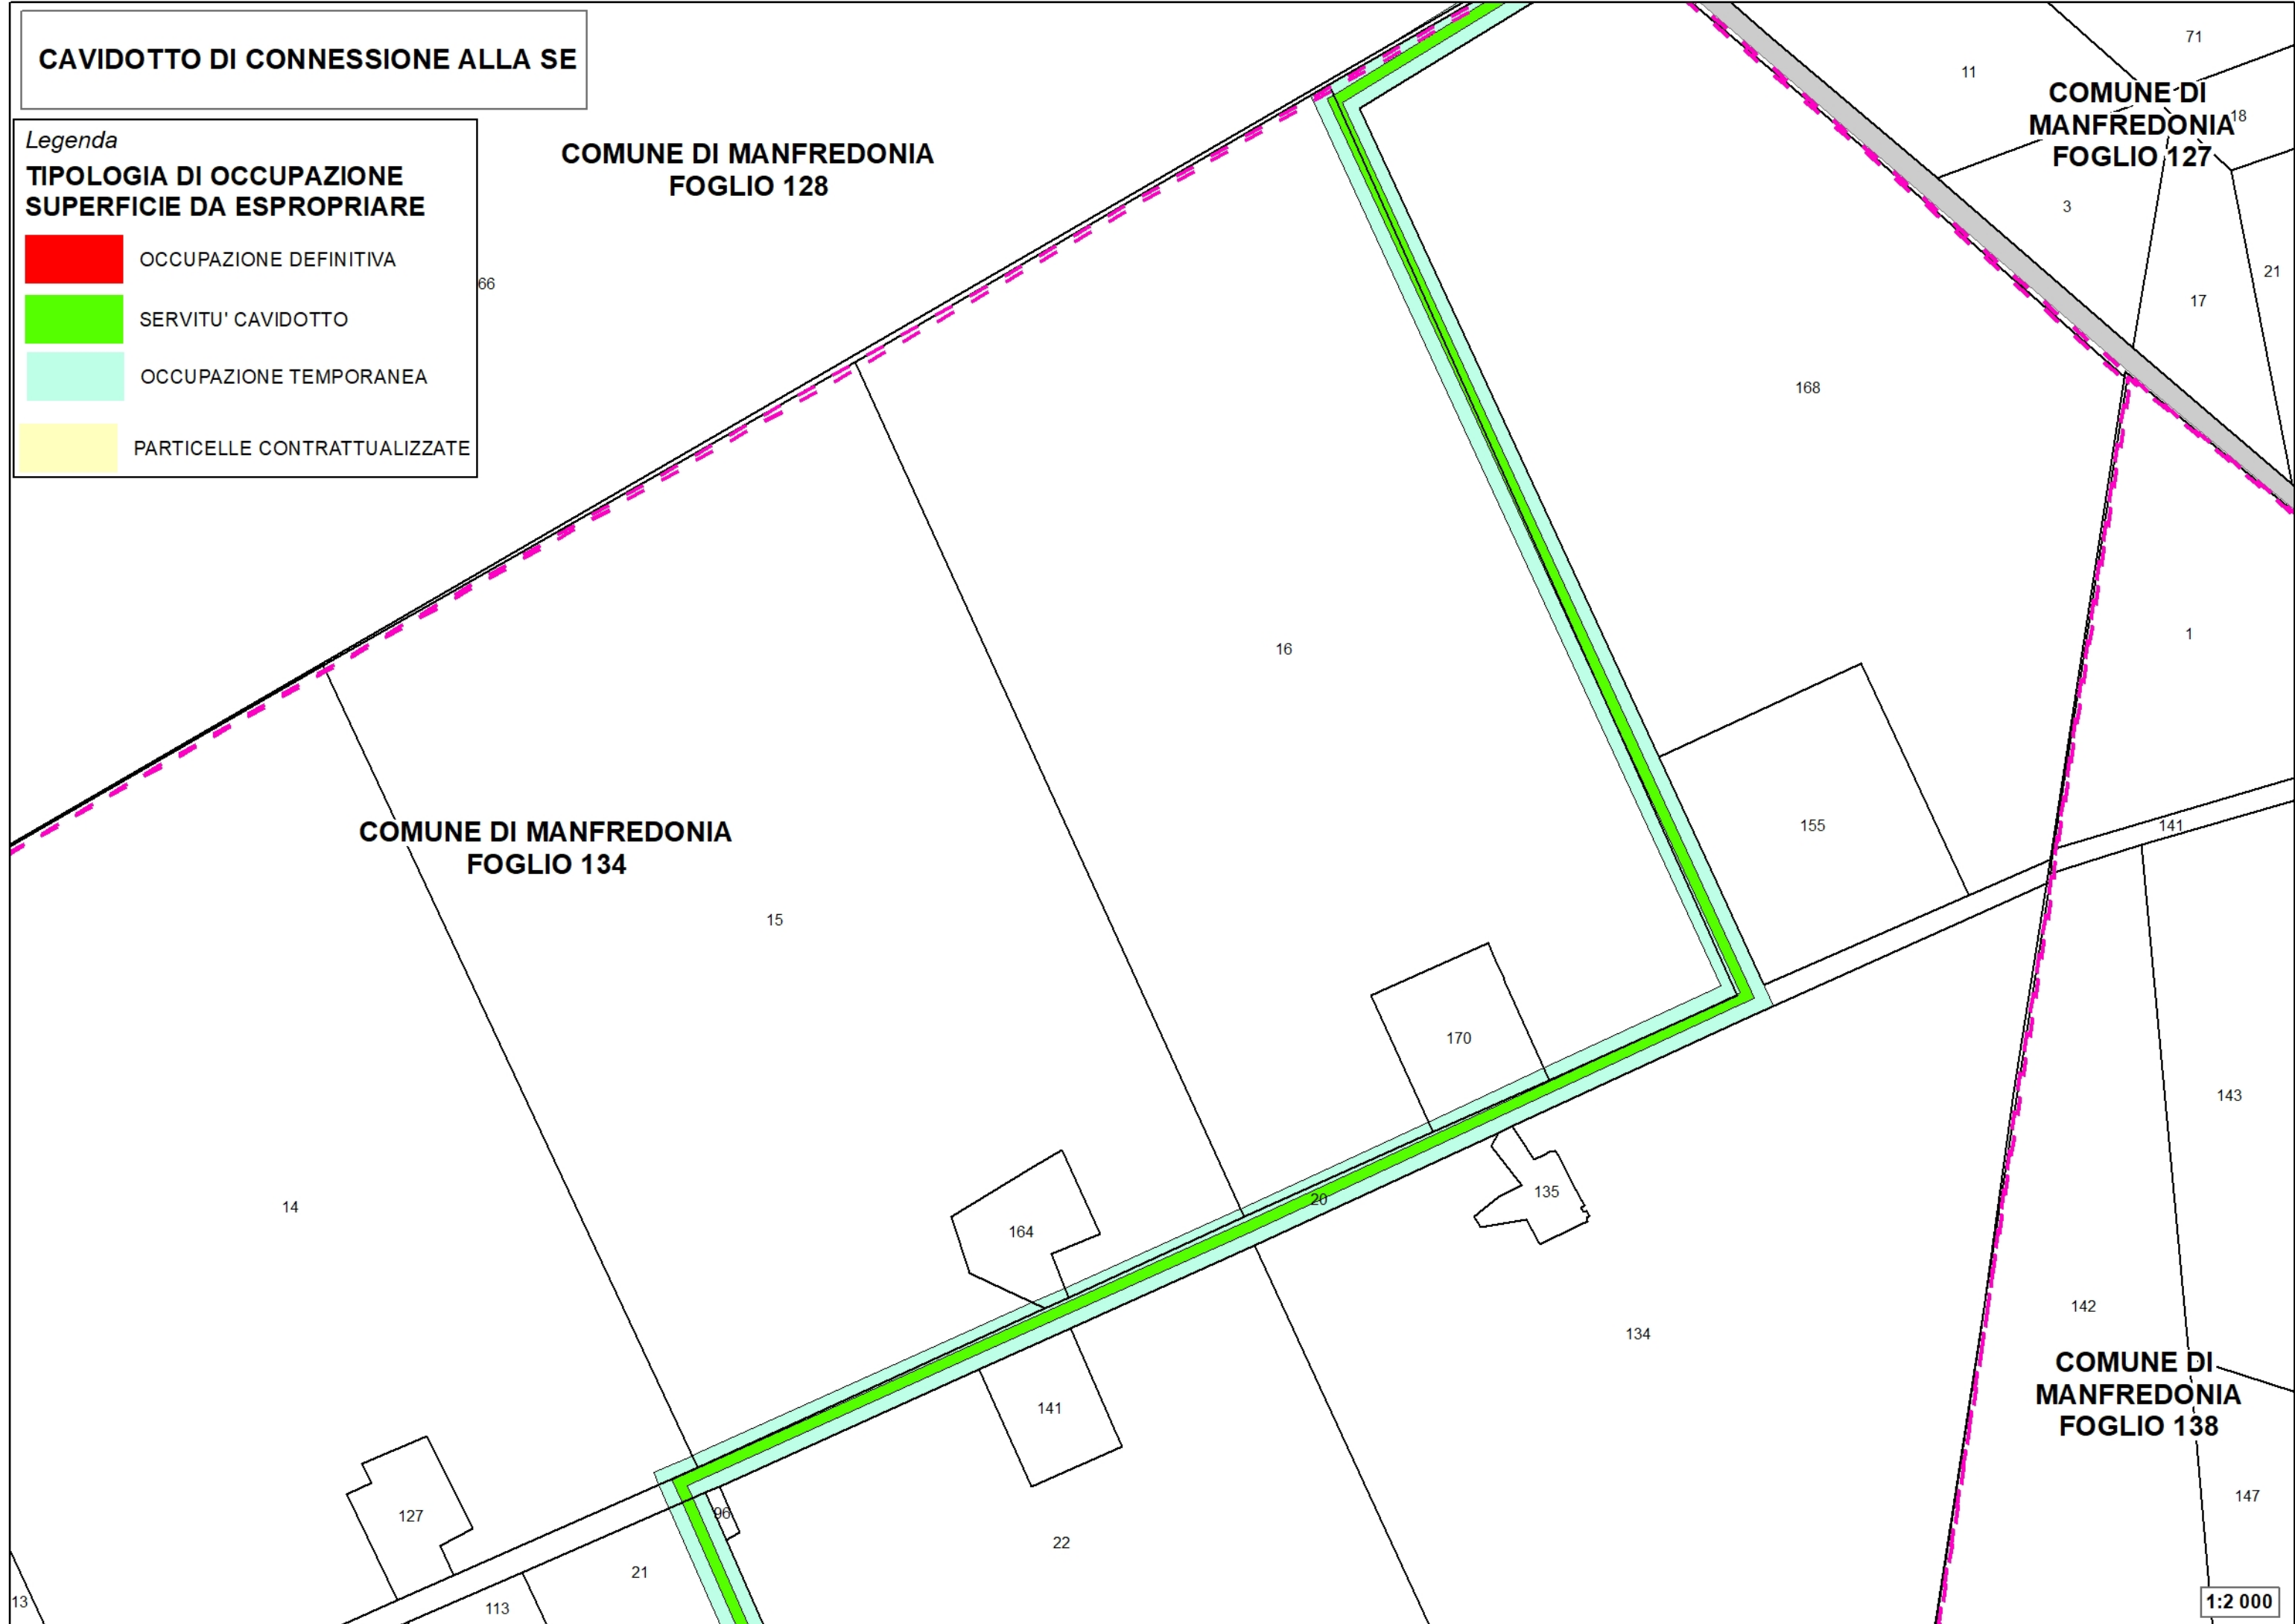 CAVIDOTTO DI CONNESSIONE ALLA SE
Legenda
TIPOLOGIA DI OCCUPAZIONE
SUPERFICIE DA ESPROPRIARE
OCCUPAZIONE DEFINITIVA
SERVITU' CAVIDOTTO
OCCUPAZIONE TEMPORANEA
PARTICELLE CONTRATTUALIZZATE
66
COMUNE DI MANFREDONIA
FOGLIO 128
71
11
COMUNE DI
MANFREDONIA
FOGLIO 127
18
3
21
17
168
1
16
155
141
COMUNE DI MANFREDONIA
FOGLIO 134
15
170
143
135
20
14
164
142
134
COMUNE DI
MANFREDONIA
FOGLIO 138
141
147
127
96
22
21
13
113
1:2 000